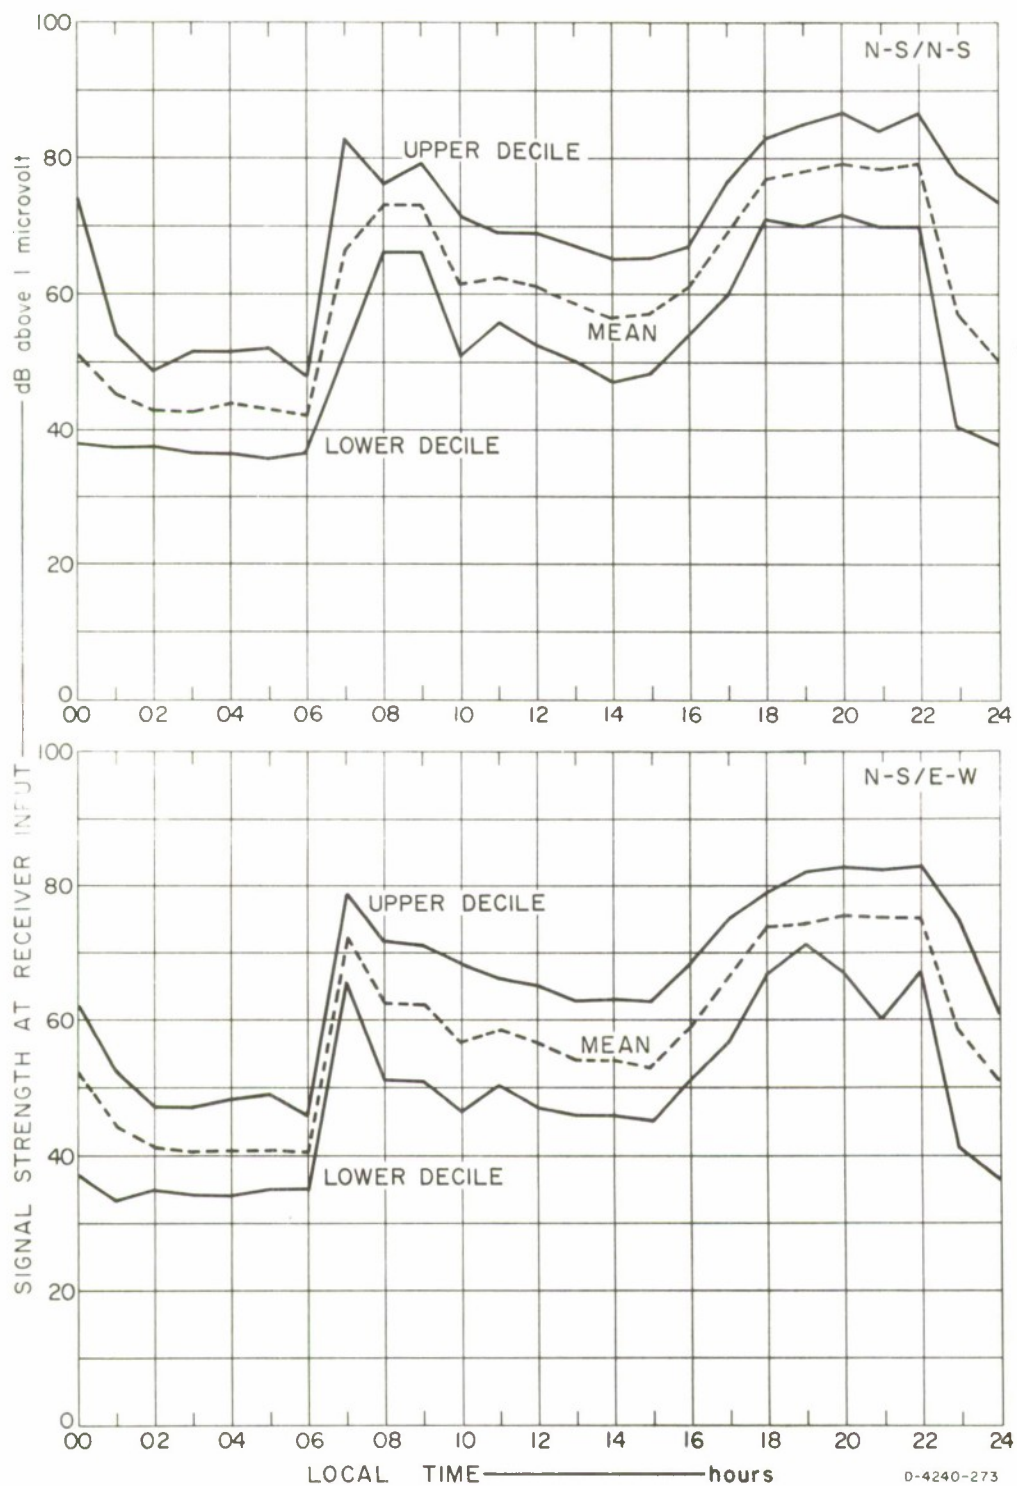 100
80
60
40
20
0
N-S/N-S
UPPER DECILE
MEAN
LOWER DECILE
00 02 04 06 08 10 12 14 16 18 20 22 24
SIGNAL STRENGTH AT RECEIVER INPUT — dB above 1 microvolt
100
80
60
40
20
0
N-S/E-W
UPPER DECILE
MEAN
LOWER DECILE
00 02 04 06 08 10 12 14 16 18 20 22 24
LOCAL TIME — hours
D-4240-273